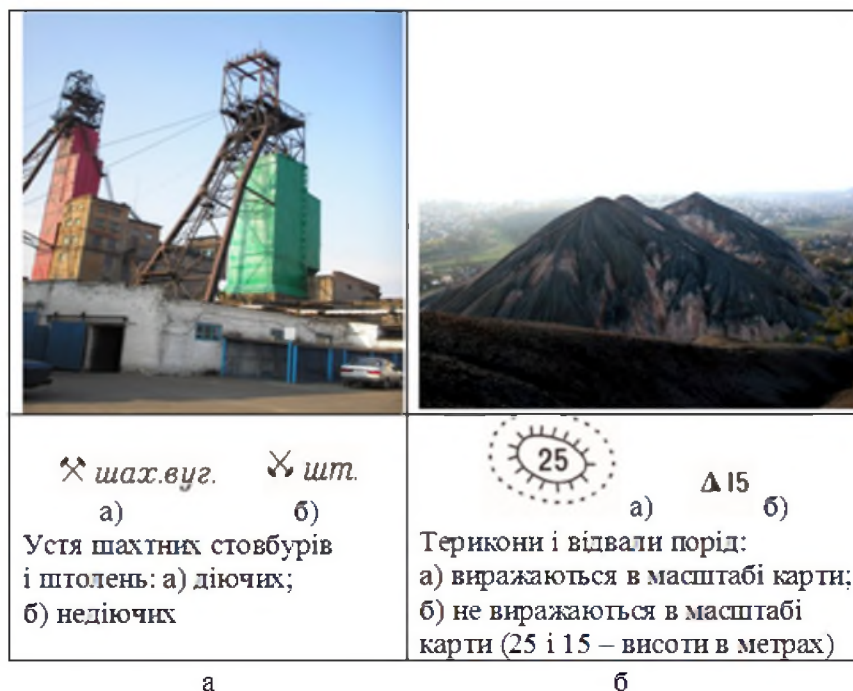 шах.вуг. шт.
а) б)
Устя шахтних стовбурів
і штолень: а) діючих;
б) недіючих
25 а) 15 б)
Терикони і відвали порід:
а) виражаються в масштабі карти;
б) не виражаються в масштабі
карти (25 і 15 – висоти в метрах)
а б